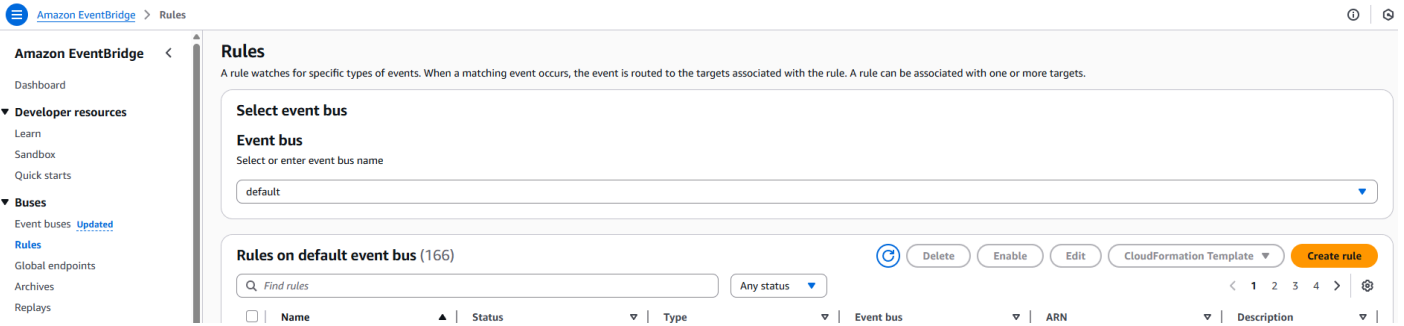 Amazon EventBridge > Rules
Amazon EventBridge
Dashboard
Developer resources
Learn
Sandbox
Quick starts
Buses
Event buses Updated
Rules
Global endpoints
Archives
Replays
Rules
A rule watches for specific types of events. When a matching event occurs, the event is routed to the targets associated with the rule. A rule can be associated with one or more targets.
Select event bus
Event bus
Select or enter event bus name
default
Rules on default event bus (166)
Delete Enable Edit CloudFormation Template Create rule
Find rules Any status 1 2 3 4
Name Status Type Event bus ARN Description